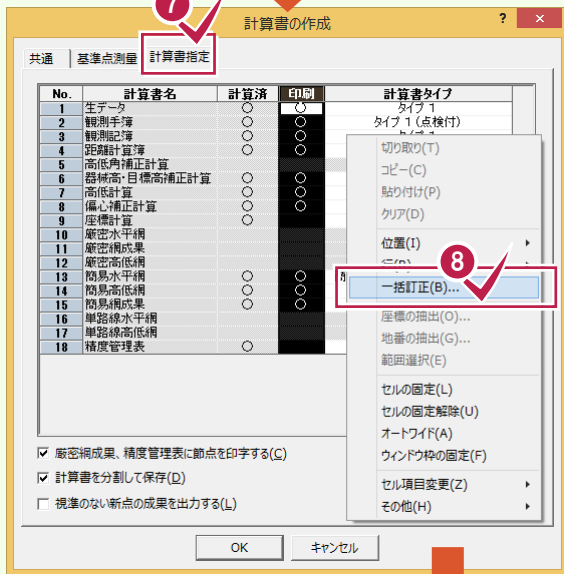 7
計算書の作成
? ×
共通 基準点測量 計算書指定
No. 計算書名 計算済 印刷 計算書タイプ
1 生データ ○ ○ タイプ 1
2 観測手簿 ○ ○ タイプ 1 (点検付)
3 観測記簿 ○ ○
4 距離計算簿 ○ ○
5 高低角補正計算
6 器械高・目標高補正計算 ○ ○
7 高低計算 ○ ○
8 偏心補正計算 ○ ○
9 座標計算 ○
10 厳密水平網
11 厳密網成果
12 厳密高低網
13 簡易水平網 ○ ○
14 簡易高低網 ○ ○
15 簡易網成果 ○ ○
16 単路線水平網
17 単路線高低網
18 精度管理表 ○
切り取り(T)
コピー(C)
貼り付け(P)
クリア(D)
位置(I)
8
一括訂正(B)...
座標の抽出(O)...
地番の抽出(G)...
範囲選択(E)
セルの固定(L)
セルの固定解除(U)
オートワイド(A)
ウィンドウ枠の固定(F)
セル項目変更(Z)
その他(H)
厳密網成果、精度管理表に節点を印字する(C)
計算書を分割して保存(D)
視準のない新点の成果を出力する(L)
OK キャンセル